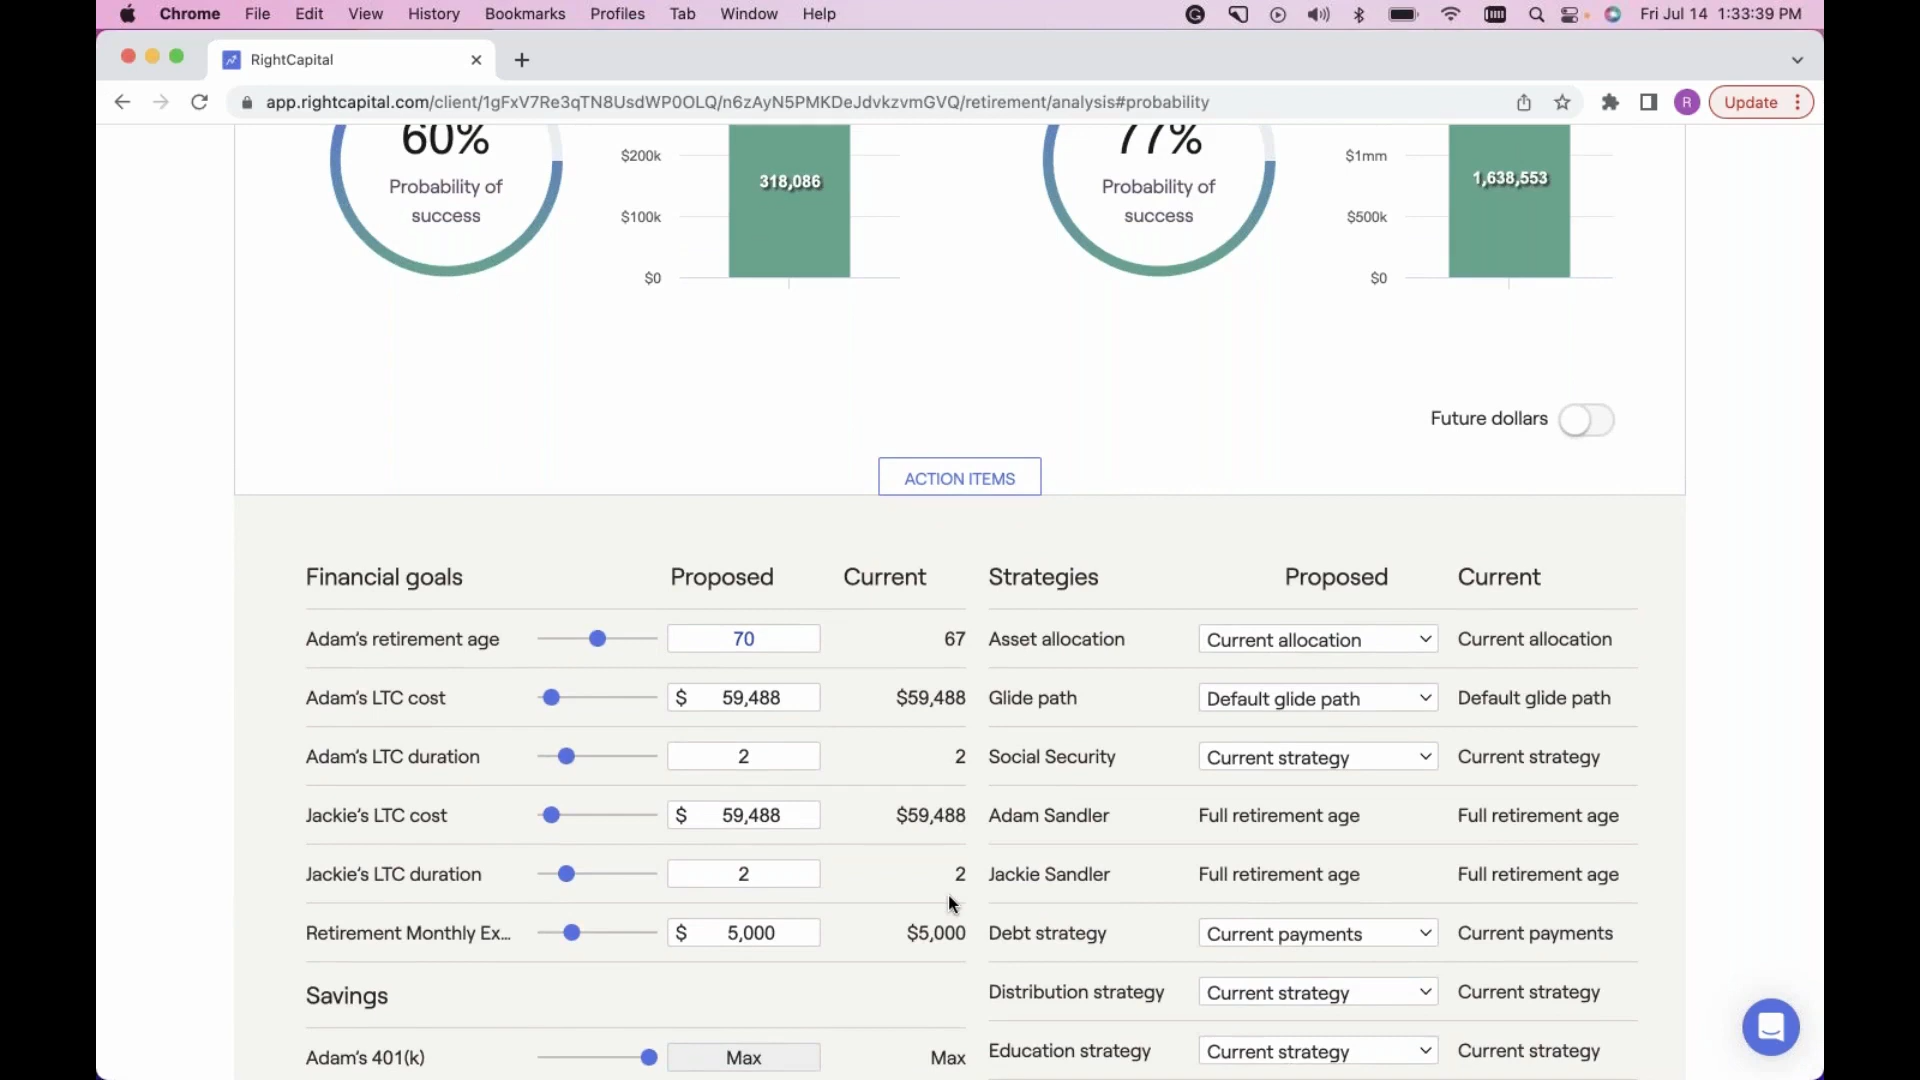 Chrome File Edit View History Bookmarks Profiles Tab Window Help Fri Jul 14 1:33:39 PM
RightCapital
app.rightcapital.com/client/1gFxV7Re3qTN8UsdWP0OLQ/n6zAyN5PMKDeJdvkzvmGVQ/retirement/analysis#probability R Update
60% $200k 318,086 77% $1mm 1,638,553
Probability of success $100k Probability of success $500k
$0 $0
Future dollars
ACTION ITEMS
Financial goals Proposed Current Strategies Proposed Current
Adam's retirement age 70 67 Asset allocation Current allocation Current allocation
Adam's LTC cost $ 59,488 $59,488 Glide path Default glide path Default glide path
Adam's LTC duration 2 2 Social Security Current strategy Current strategy
Jackie's LTC cost $ 59,488 $59,488 Adam Sandler Full retirement age Full retirement age
Jackie's LTC duration 2 2 Jackie Sandler Full retirement age Full retirement age
Retirement Monthly Ex... $ 5,000 $5,000 Debt strategy Current payments Current payments
Savings Distribution strategy Current strategy Current strategy
Adam's 401(k) Max Max Education strategy Current strategy Current strategy